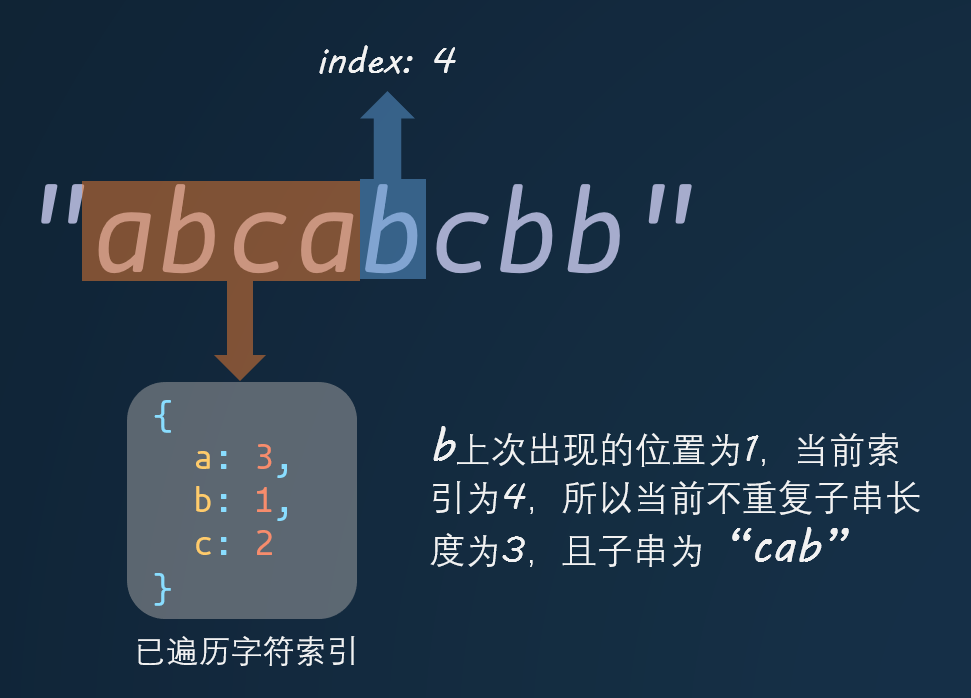 index: 4
"abcabcbb"
{
a: 3,
b: 1,
c: 2
}
已遍历字符索引
b上次出现的位置为1，当前索
引为4，所以当前不重复子串长
度为3，且子串为“cab”